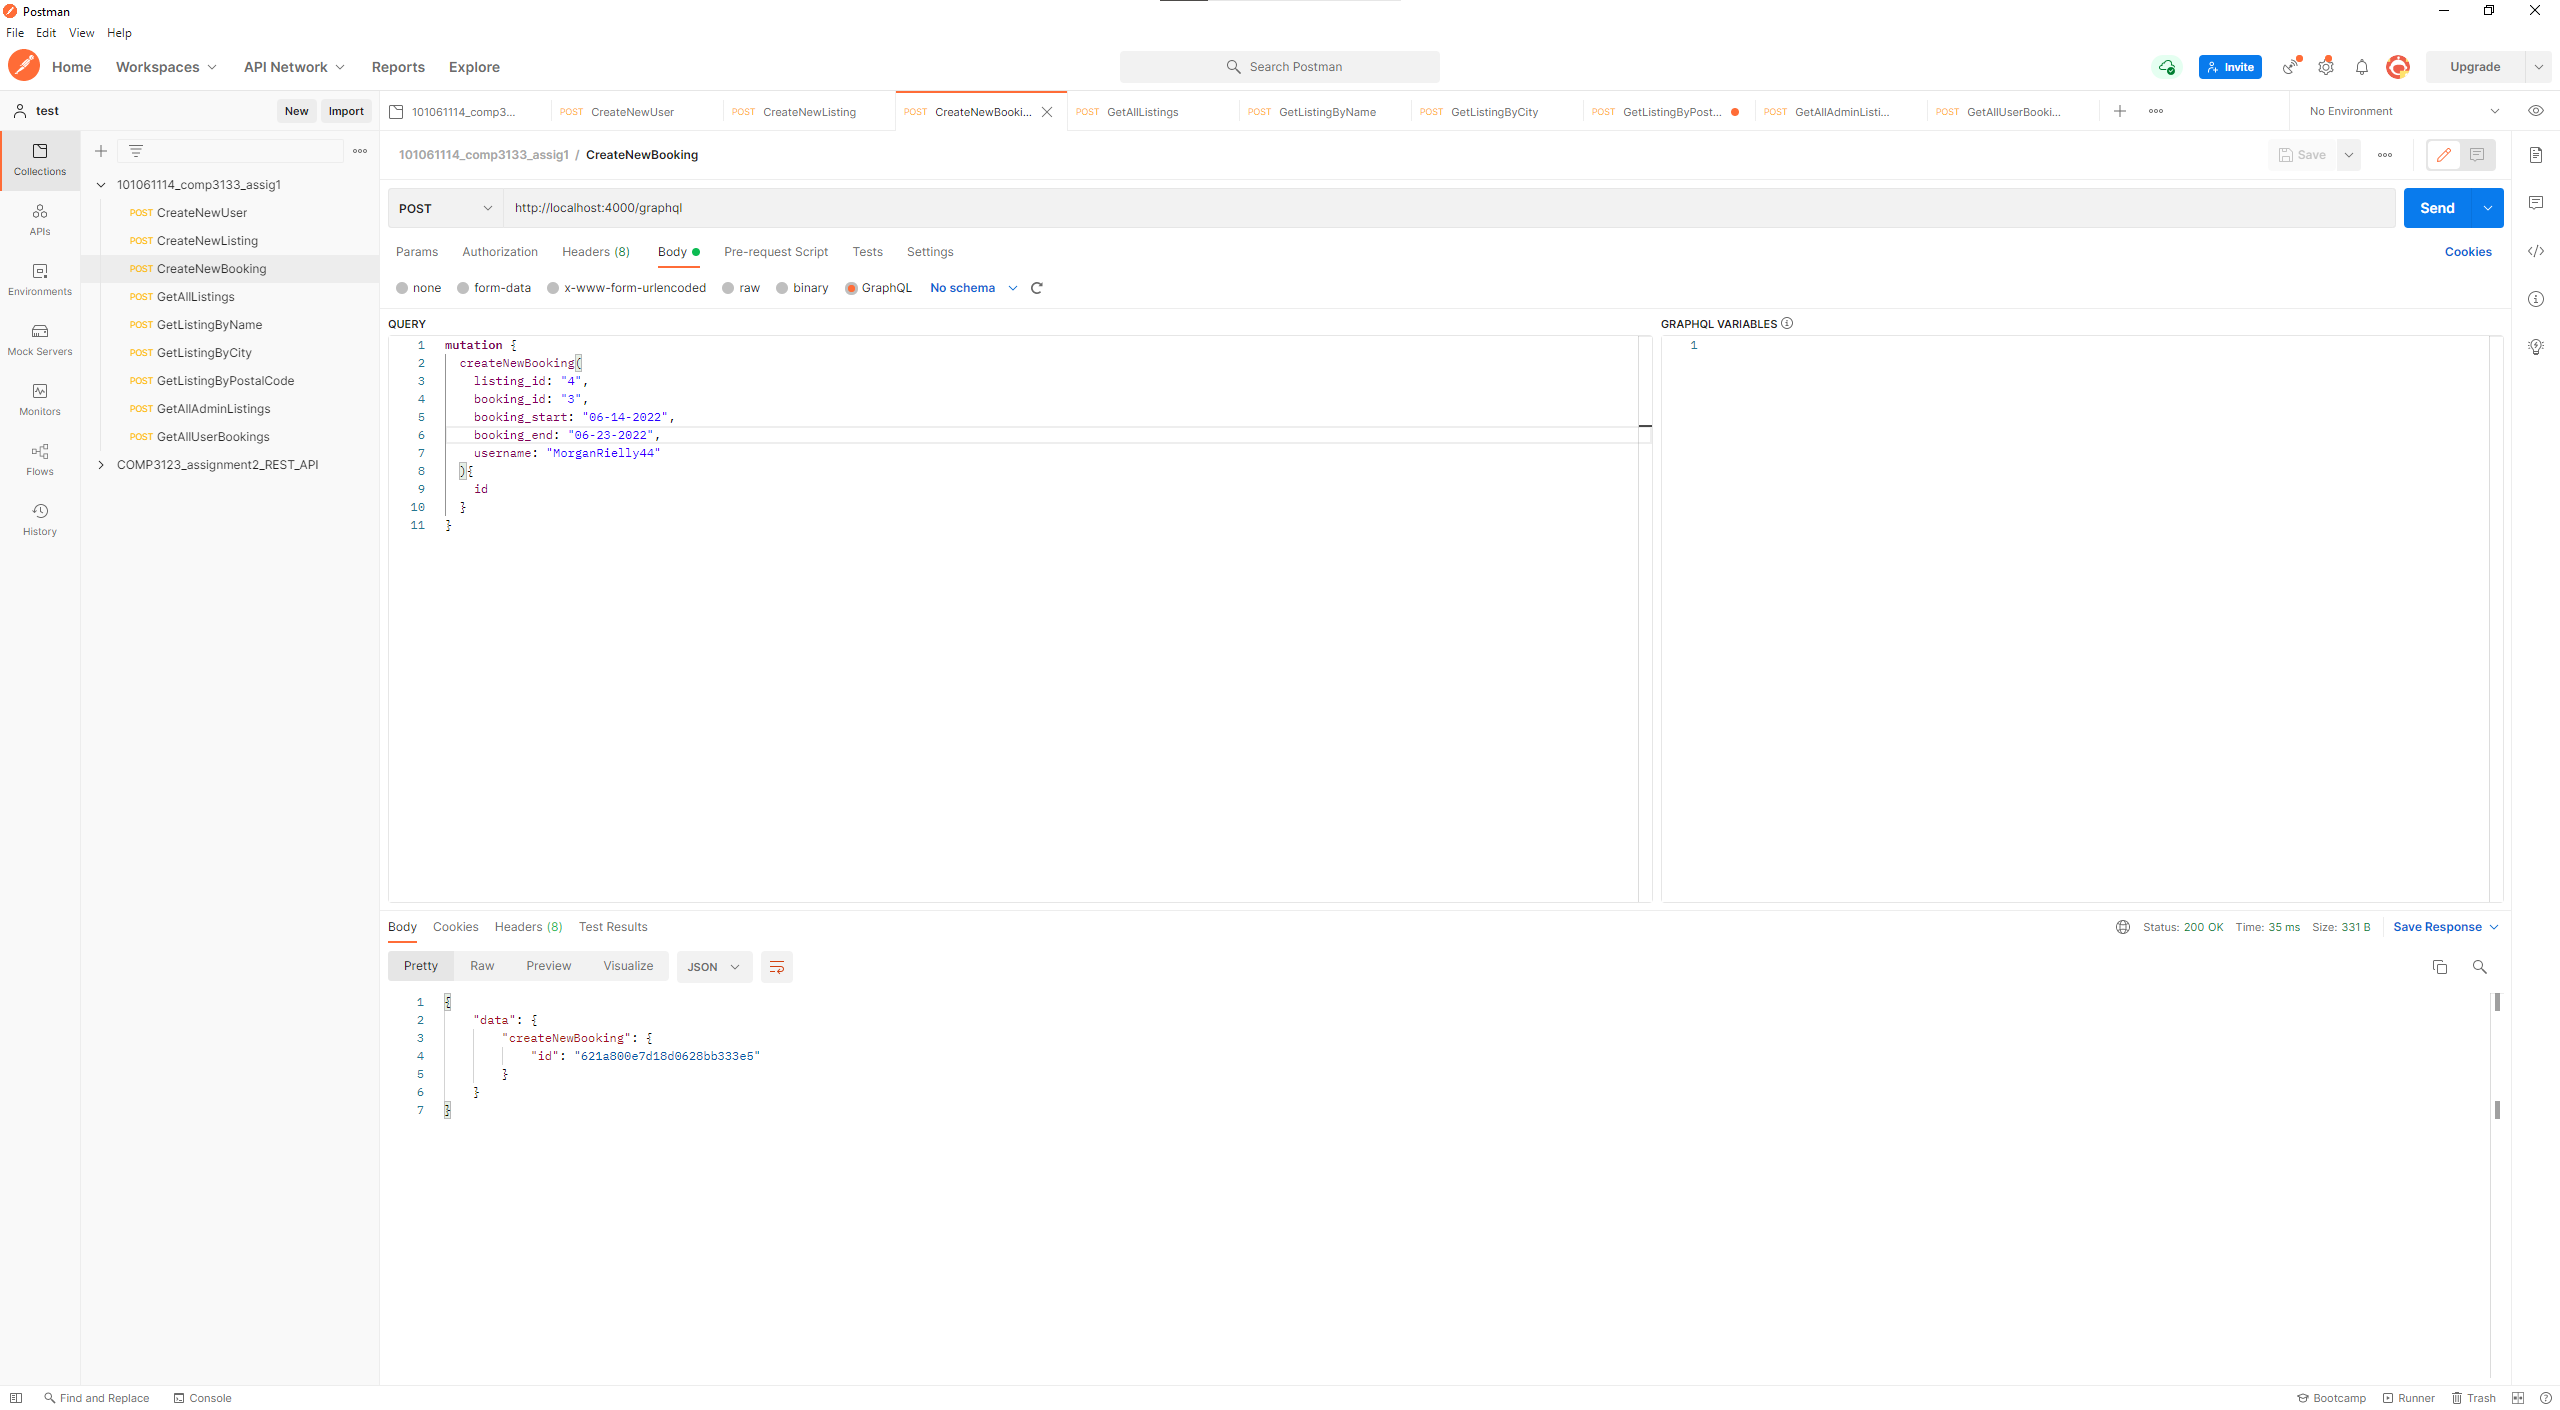 Postman
File Edit View Help
Home Workspaces API Network Reports Explore
Search Postman
Invite
Upgrade
test
New Import
101061114_comp3...
POST CreateNewUser
POST CreateNewListing
POST CreateNewBooki...
POST GetAllListings
POST GetListingByName
POST GetListingByCity
POST GetListingByPost...
POST GetAllAdminListi...
POST GetAllUserBooki...
No Environment
Collections
APIs
Environments
Mock Servers
Monitors
Flows
History
101061114_comp3133_assig1
POST CreateNewUser
POST CreateNewListing
POST CreateNewBooking
POST GetAllListings
POST GetListingByName
POST GetListingByCity
POST GetListingByPostalCode
POST GetAllAdminListings
POST GetAllUserBookings
COMP3123_assignment2_REST_API
101061114_comp3133_assig1 / CreateNewBooking
Save
POST http://localhost:4000/graphql
Send
Params Authorization Headers (8) Body Pre-request Script Tests Settings
Cookies
none form-data x-www-form-urlencoded raw binary GraphQL No schema
QUERY
1 mutation {
2 createNewBooking(
3 listing_id: "4",
4 booking_id: "3",
5 booking_start: "06-14-2022",
6 booking_end: "06-23-2022",
7 username: "MorganRielly44"
8 ){
9 id
10 }
11 }
GRAPHQL VARIABLES
1
Body Cookies Headers (8) Test Results
Status: 200 OK Time: 35 ms Size: 331 B Save Response
Pretty Raw Preview Visualize JSON
1 {
2 "data": {
3 "createNewBooking": {
4 "id": "621a800e7d18d0628bb333e5"
5 }
6 }
7 }
Find and Replace Console
Bootcamp Runner Trash